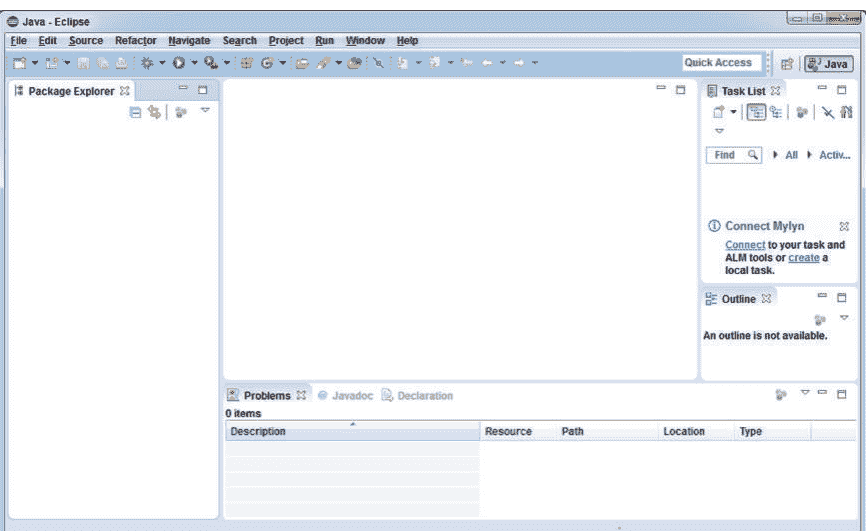 Java - Eclipse
File Edit Source Refactor Navigate Search Project Run Window Help
Quick Access
Java
Package Explorer
Task List
Find All Activ...
Connect Mylyn
Connect to your task and
ALM tools or create a
local task.
Outline
An outline is not available.
Problems Javadoc Declaration
0 items
Description Resource Path Location Type